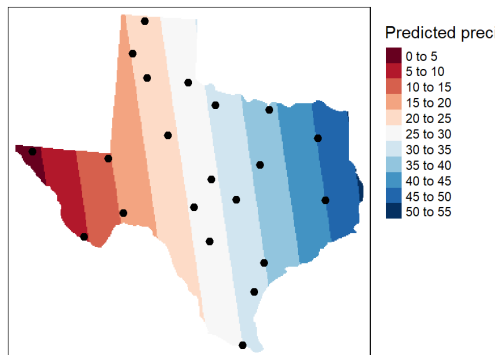 Predicted preci
0 to 5
5 to 10
10 to 15
15 to 20
20 to 25
25 to 30
30 to 35
35 to 40
40 to 45
45 to 50
50 to 55